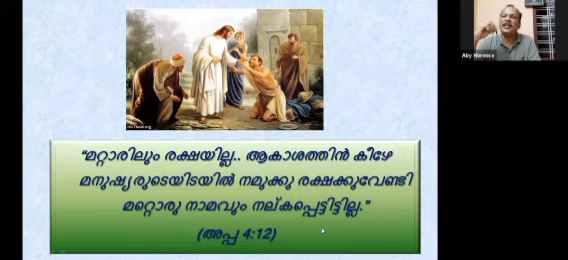 Aby
"മറ്റാരിലും രക്ഷയില്ല.. ആകാശത്തിൻ കീഴേ
മനുഷ്യരുടെയിടയിൽ നമുക്കു രക്ഷക്കുവേണ്ടി
മറ്റൊരു നാമവും നല്കപ്പെട്ടിട്ടില്ല."
(അപ്പ 4:12)